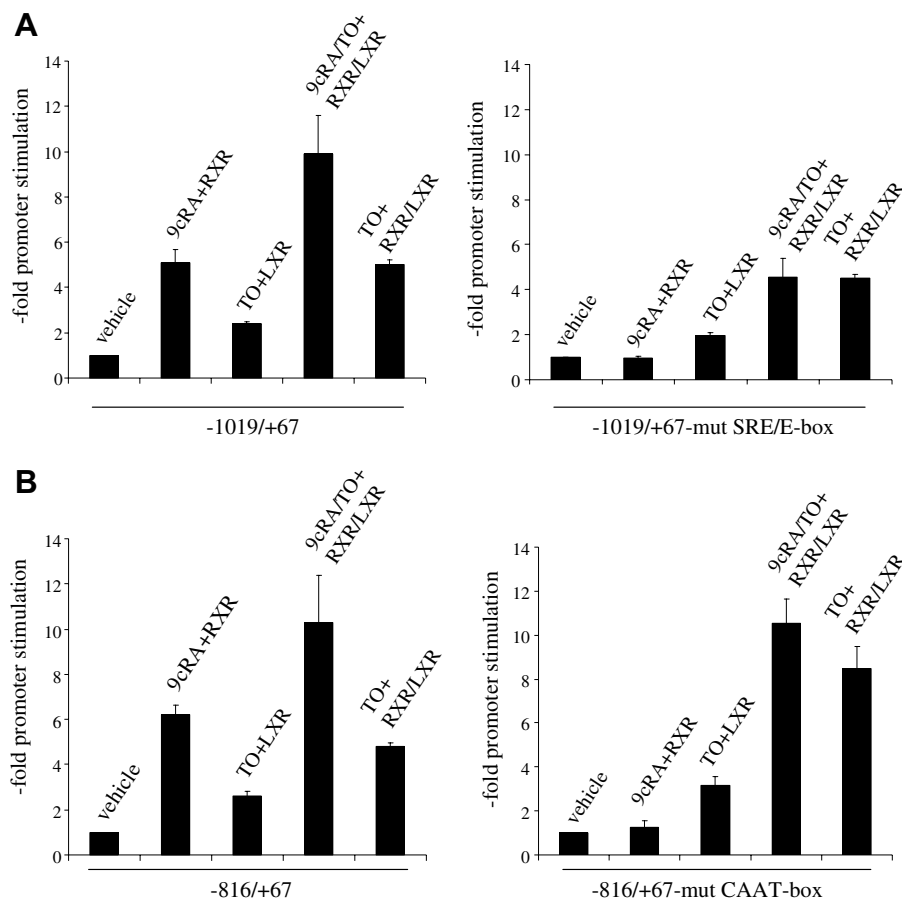 A
-fold promoter stimulation
14
12
10
8
6
4
2
0
vehicle
9cRA+RXR
TO+LXR
9cRA/TO+
RXR/LXR
TO+
RXR/LXR
-1019/+67
-fold promoter stimulation
14
12
10
8
6
4
2
0
vehicle
9cRA+RXR
TO+LXR
9cRA/TO+
RXR/LXR
TO+
RXR/LXR
-1019/+67-mut SRE/E-box
B
-fold promoter stimulation
14
12
10
8
6
4
2
0
vehicle
9cRA+RXR
TO+LXR
9cRA/TO+
RXR/LXR
TO+
RXR/LXR
-816/+67
-fold promoter stimulation
14
12
10
8
6
4
2
0
vehicle
9cRA+RXR
TO+LXR
9cRA/TO+
RXR/LXR
TO+
RXR/LXR
-816/+67-mut CAAT-box